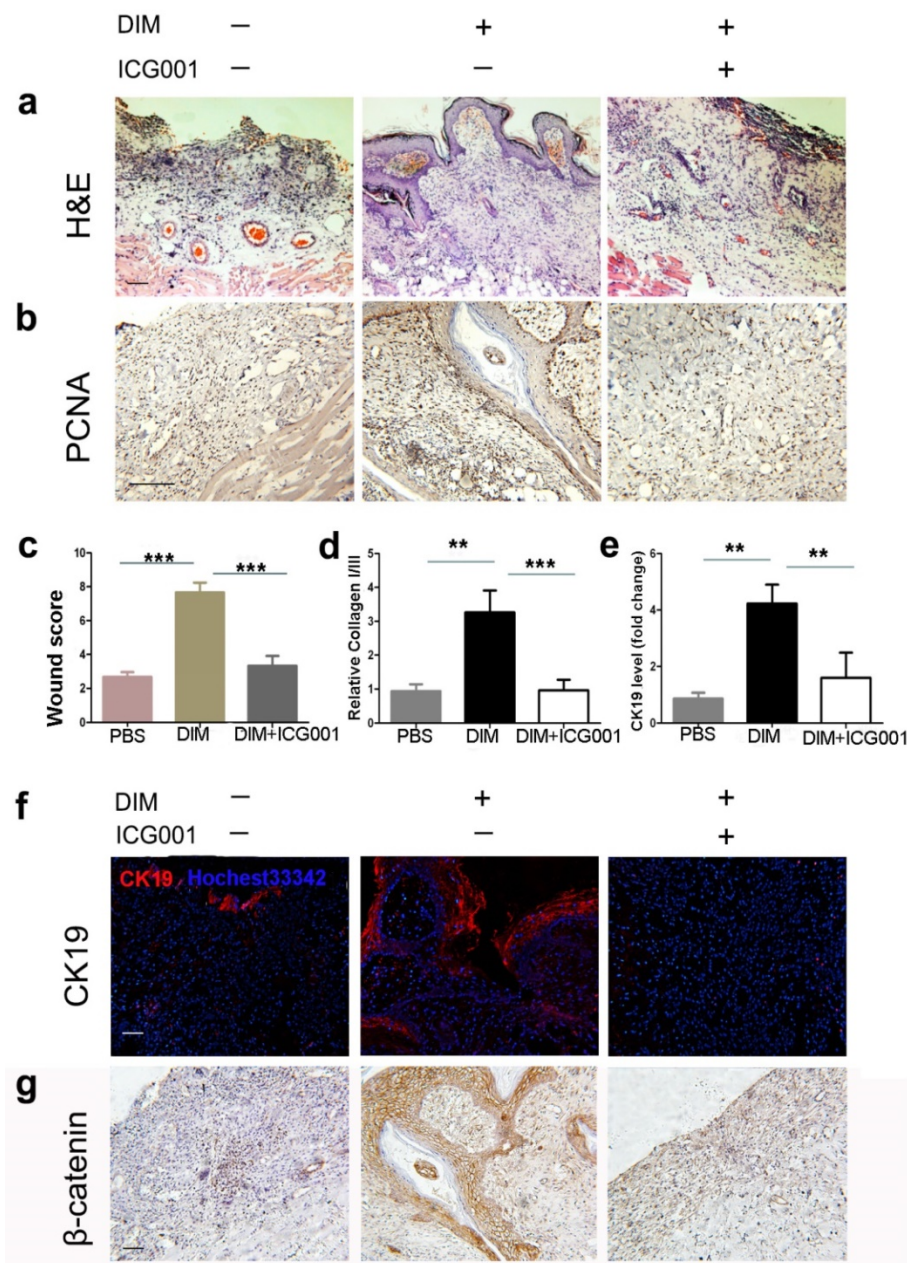 DIM — + +
ICG001 — — +
a
H&E
b
PCNA
c
Wound score
10
8
6
4
2
0
*** ***
PBS DIM DIM+ICG001
d
Relative Collagen I/III
5
4
3
2
1
0
** ***
PBS DIM DIM+ICG001
e
CK19 level (fold change)
6
4
2
0
** **
PBS DIM DIM+ICG001
f
DIM — + +
ICG001 — — +
CK19 Hochest33342
CK19
g
β-catenin